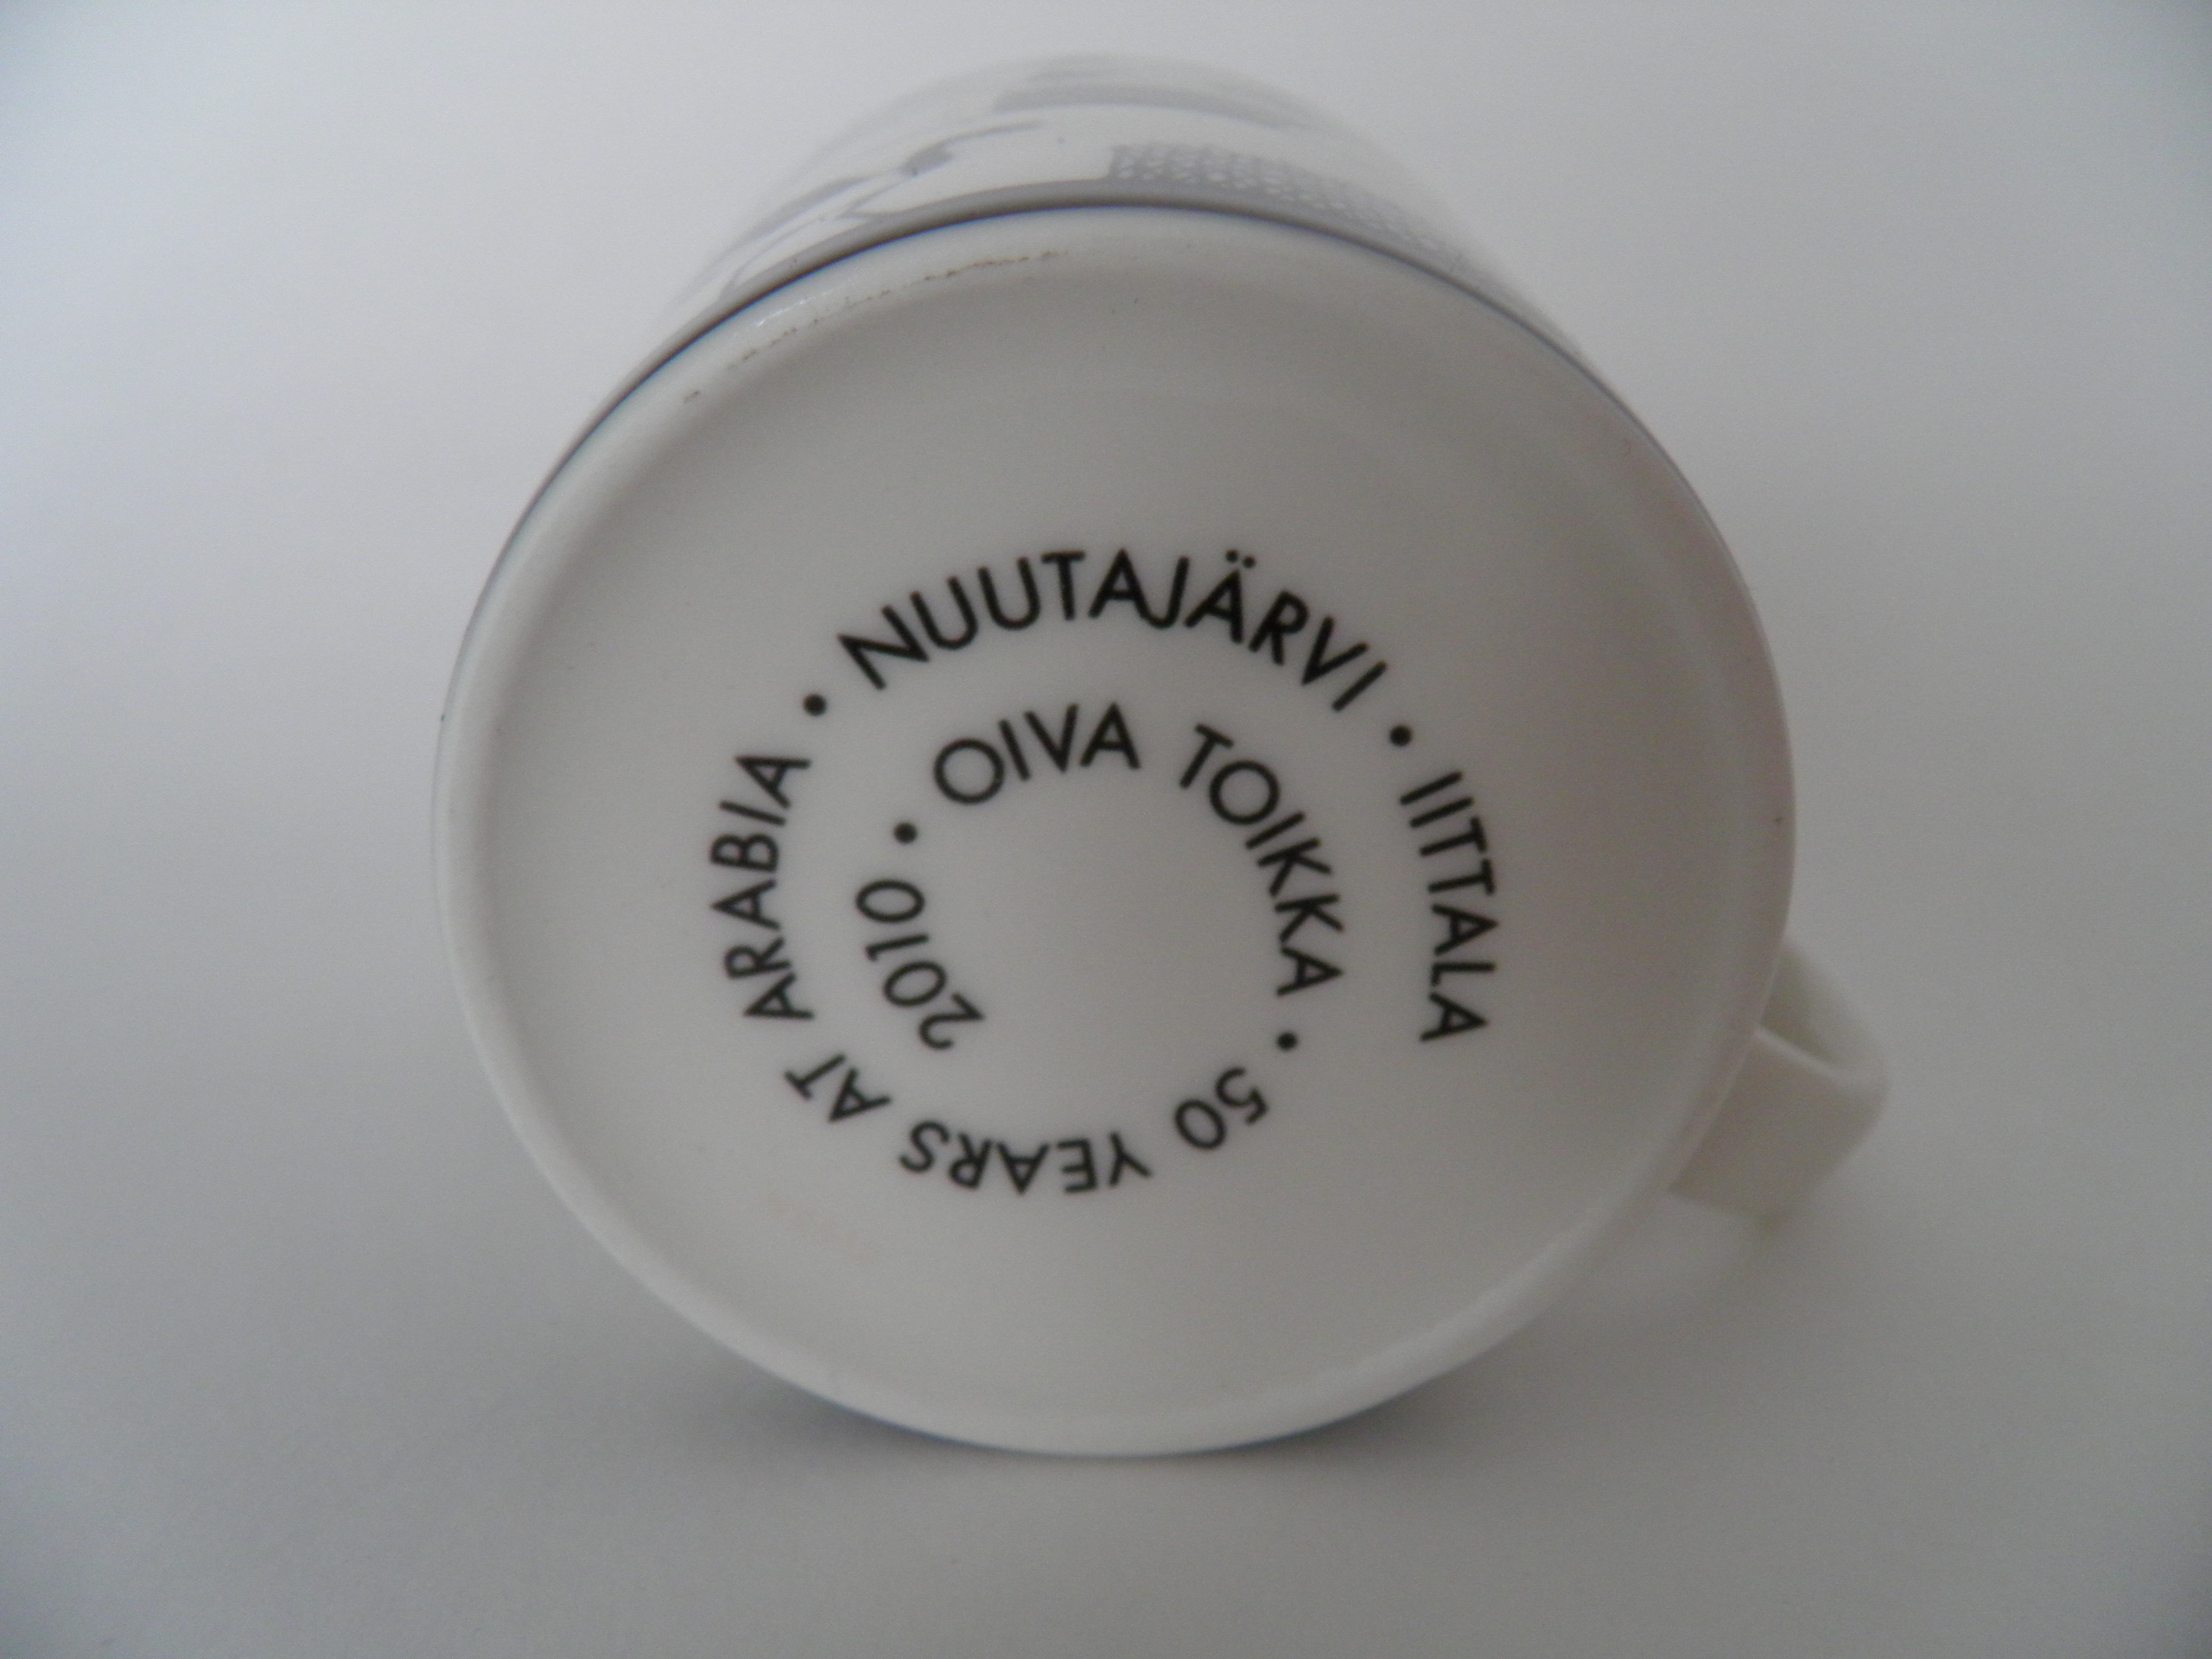 2010 • OIVA TOIKKA • 50 YEARS AT ARABIA • NUUTAJÄRVI • IITTALA